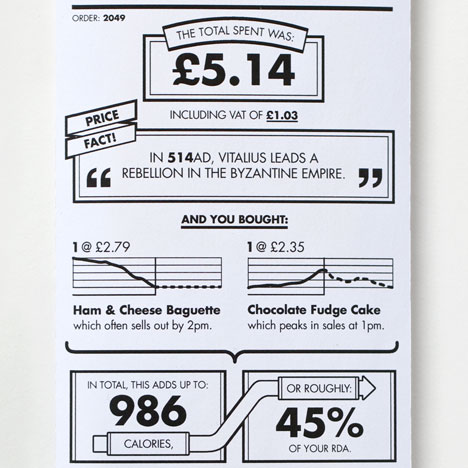 ORDER: 2049
THE TOTAL SPENT WAS:
£5.14
INCLUDING VAT OF £1.03
PRICE
FACT!
“ IN 514AD, VITALIUS LEADS A
REBELLION IN THE BYZANTINE EMPIRE. ”
AND YOU BOUGHT:
1 @ £2.79
Ham & Cheese Baguette
which often sells out by 2pm.
1 @ £2.35
Chocolate Fudge Cake
which peaks in sales at 1pm.
IN TOTAL, THIS ADDS UP TO:
986
CALORIES,
OR ROUGHLY:
45%
OF YOUR RDA.